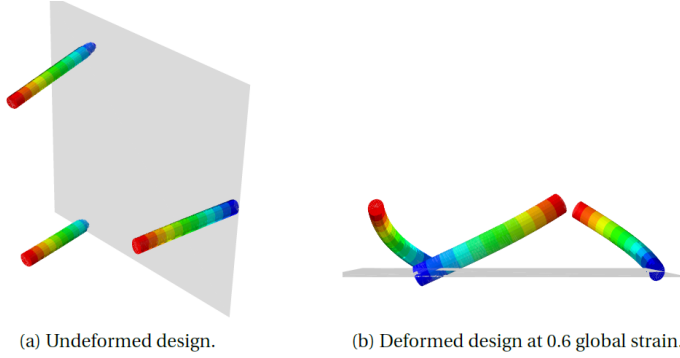 (a) Undeformed design.
(b) Deformed design at 0.6 global strain.